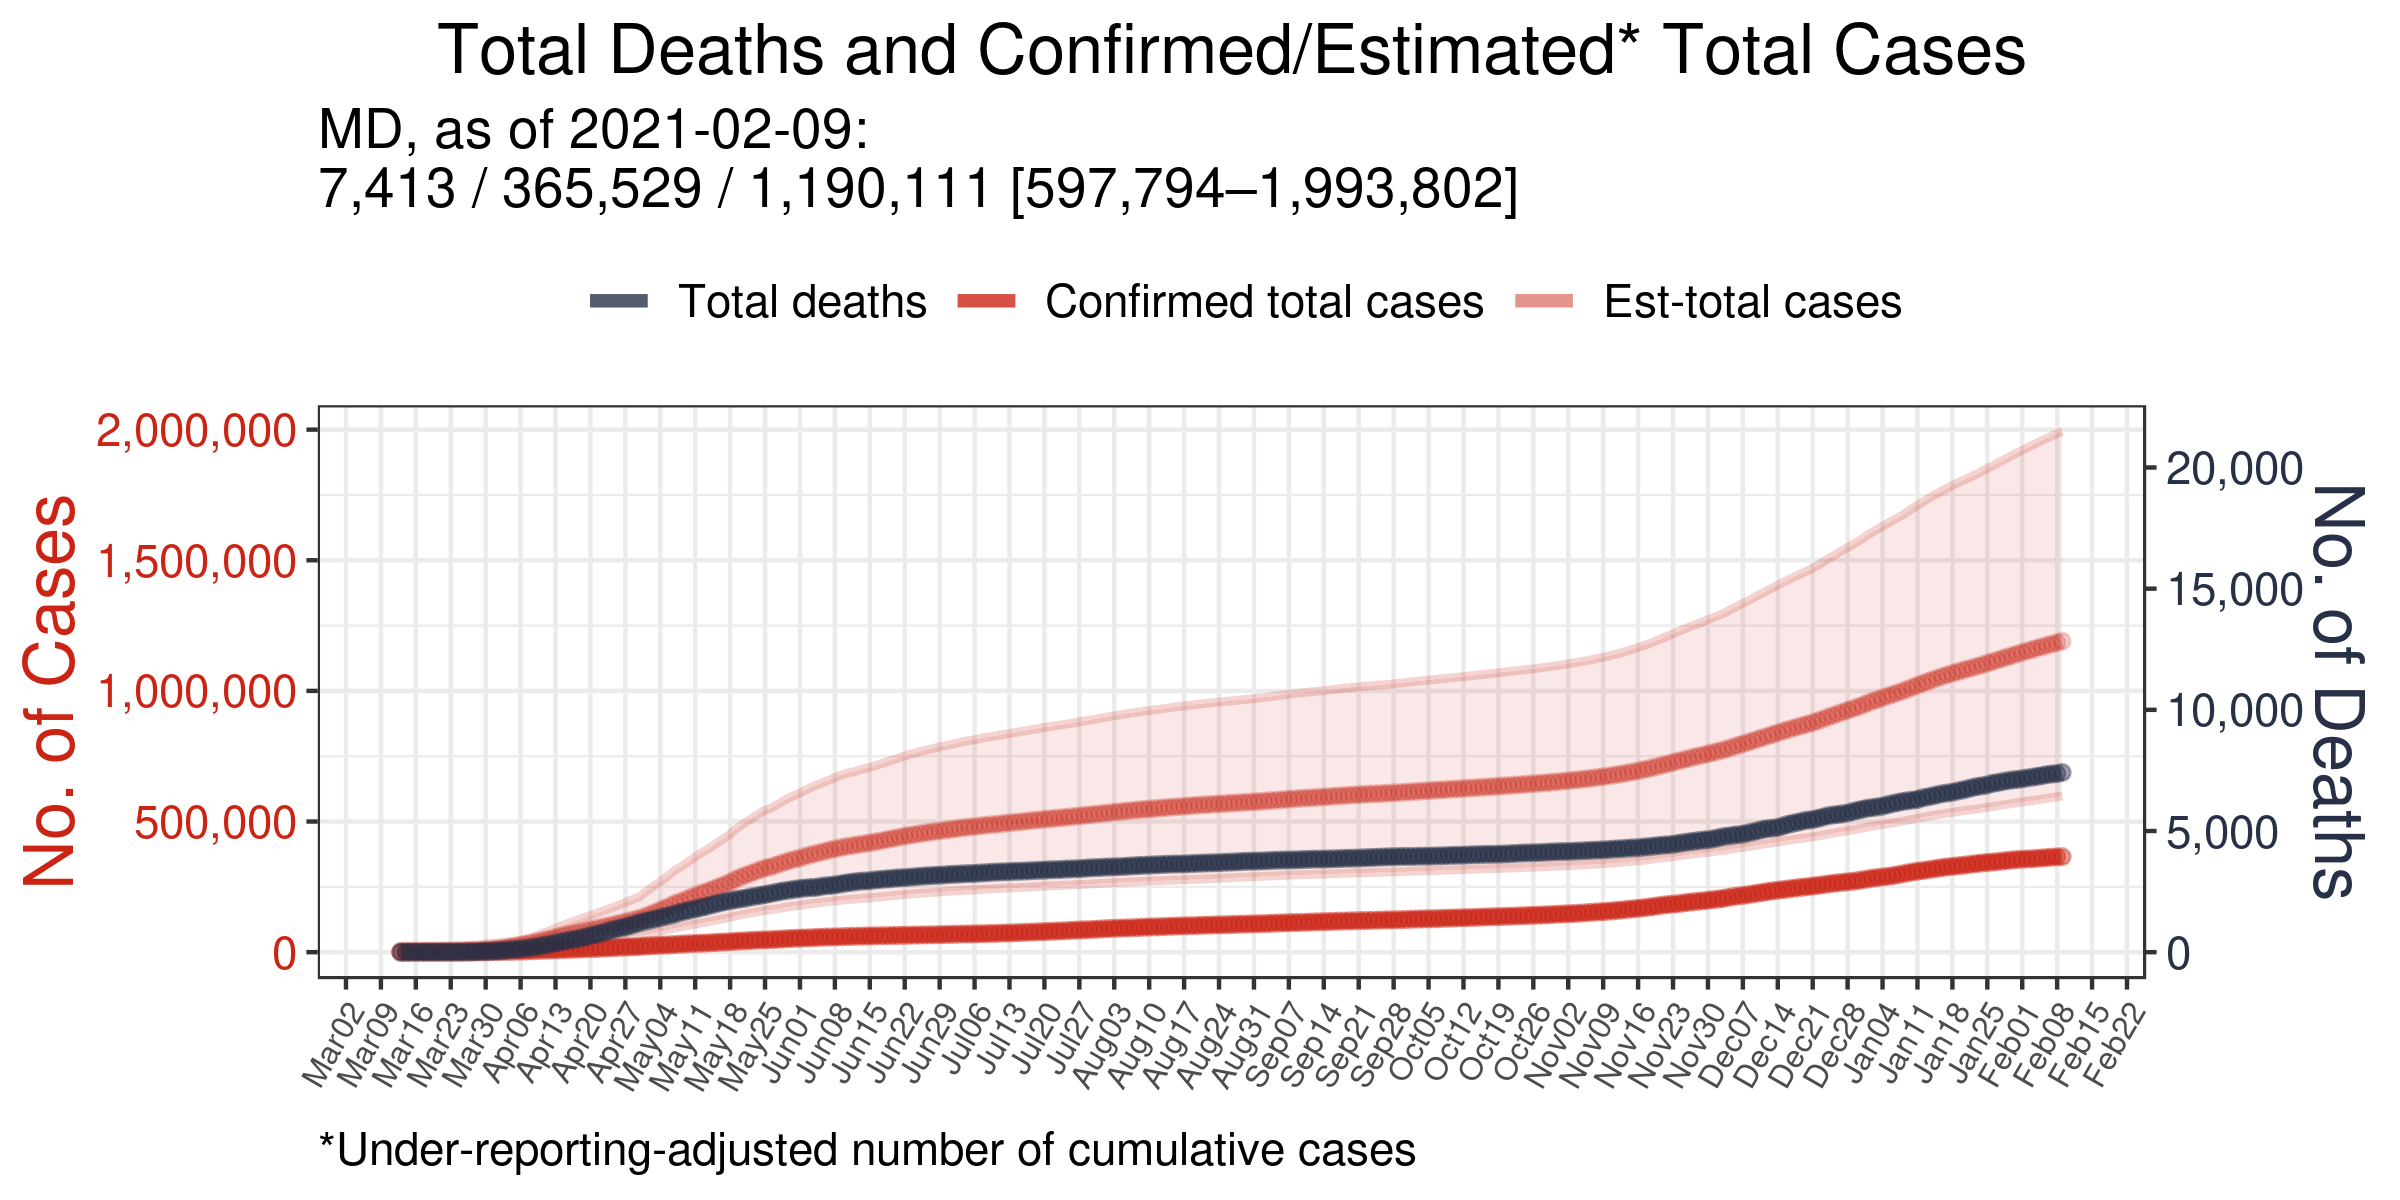 Total Deaths and Confirmed/Estimated* Total Cases
MD, as of 2021-02-09:
7,413 / 365,529 / 1,190,111 [597,794–1,993,802]
Total deaths
Confirmed total cases
Est-total cases
No. of Cases
2,000,000
1,500,000
1,000,000
500,000
0
20,000
15,000
10,000
5,000
0
No. of Deaths
Mar02
Mar09
Mar16
Mar23
Mar30
Apr06
Apr13
Apr20
Apr27
May04
May11
May18
May25
Jun01
Jun08
Jun15
Jun22
Jun29
Jul06
Jul13
Jul20
Jul27
Aug03
Aug10
Aug17
Aug24
Aug31
Sep07
Sep14
Sep21
Sep28
Oct05
Oct12
Oct19
Oct26
Nov02
Nov09
Nov16
Nov23
Nov30
Dec07
Dec14
Dec21
Dec28
Jan04
Jan11
Jan18
Jan25
Feb01
Feb08
Feb15
Feb22
*Under-reporting-adjusted number of cumulative cases